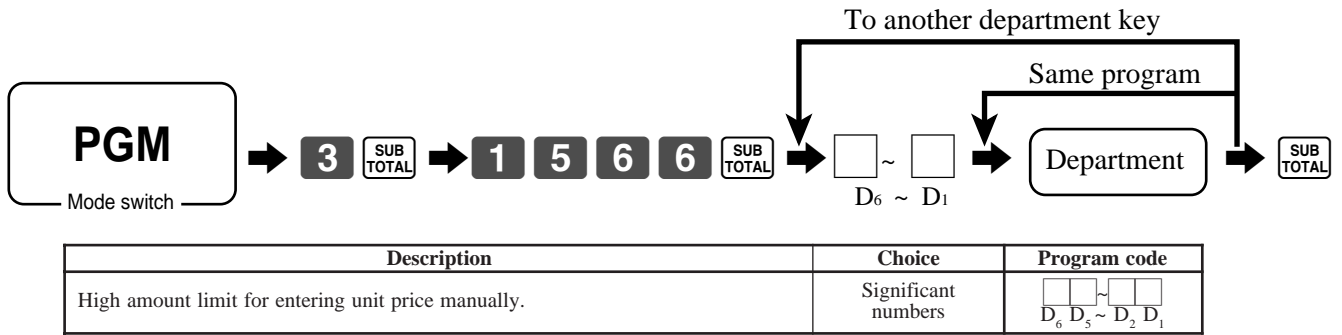 To another department key
Same program
PGM
Mode switch
3 SUB TOTAL 1 5 6 6 SUB TOTAL ~ Department SUB TOTAL
D6 ~ D1
Description Choice Program code
High amount limit for entering unit price manually. Significant numbers ~
D6 D5 ~ D2 D1